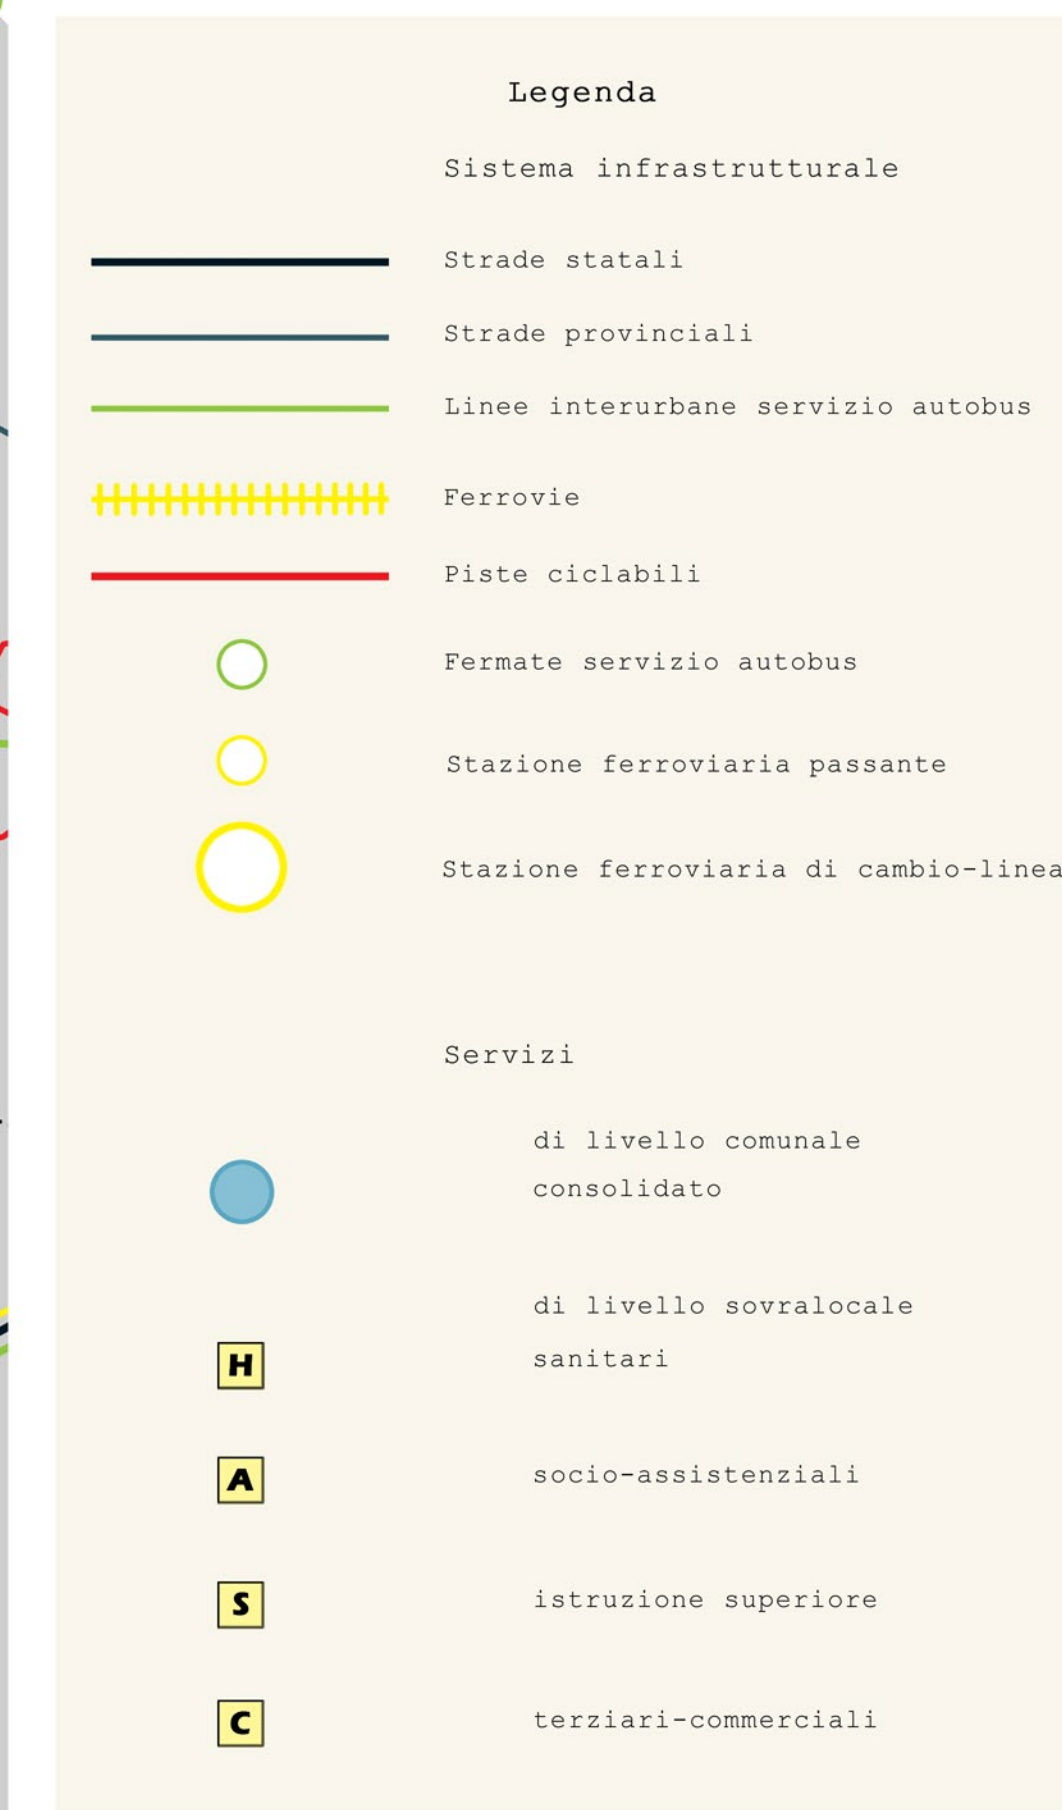 Legenda
Sistema infrastrutturale
Strade statali
Strade provinciali
Linee interurbane servizio autobus
Ferrovie
Piste ciclabili
Fermate servizio autobus
Stazione ferroviaria passante
Stazione ferroviaria di cambio-linea
Servizi
di livello comunale
consolidato
di livello sovralocale
H sanitari
A socio-assistenziali
S istruzione superiore
C terziari-commerciali